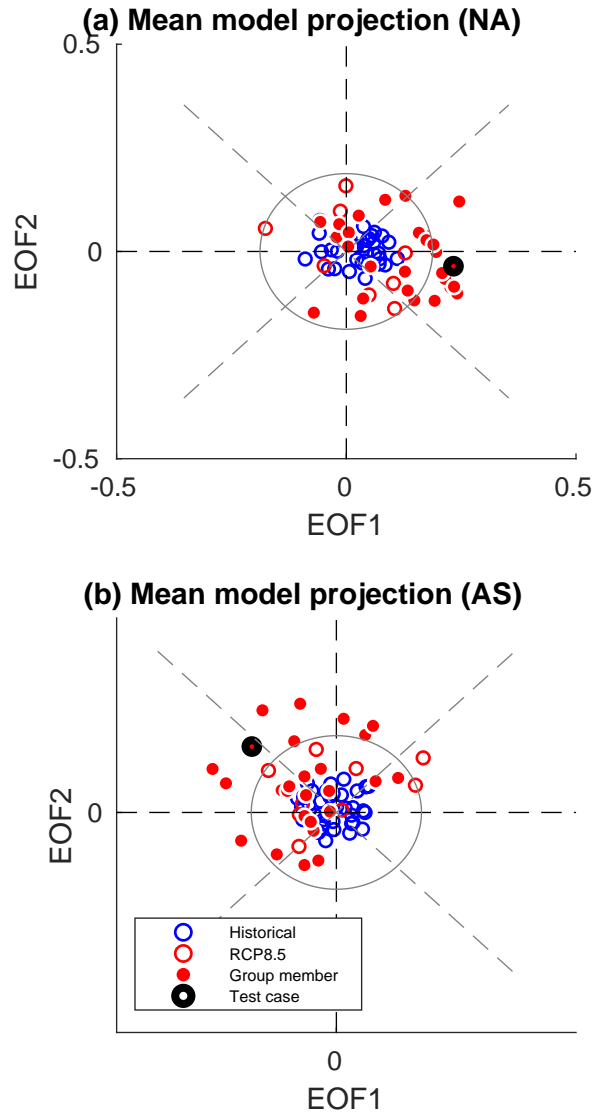 (a) Mean model projection (NA)
0.5
EOF2
0
-0.5
-0.5 0 0.5
EOF1
(b) Mean model projection (AS)
EOF2
0
Historical
RCP8.5
Group member
Test case
0
EOF1